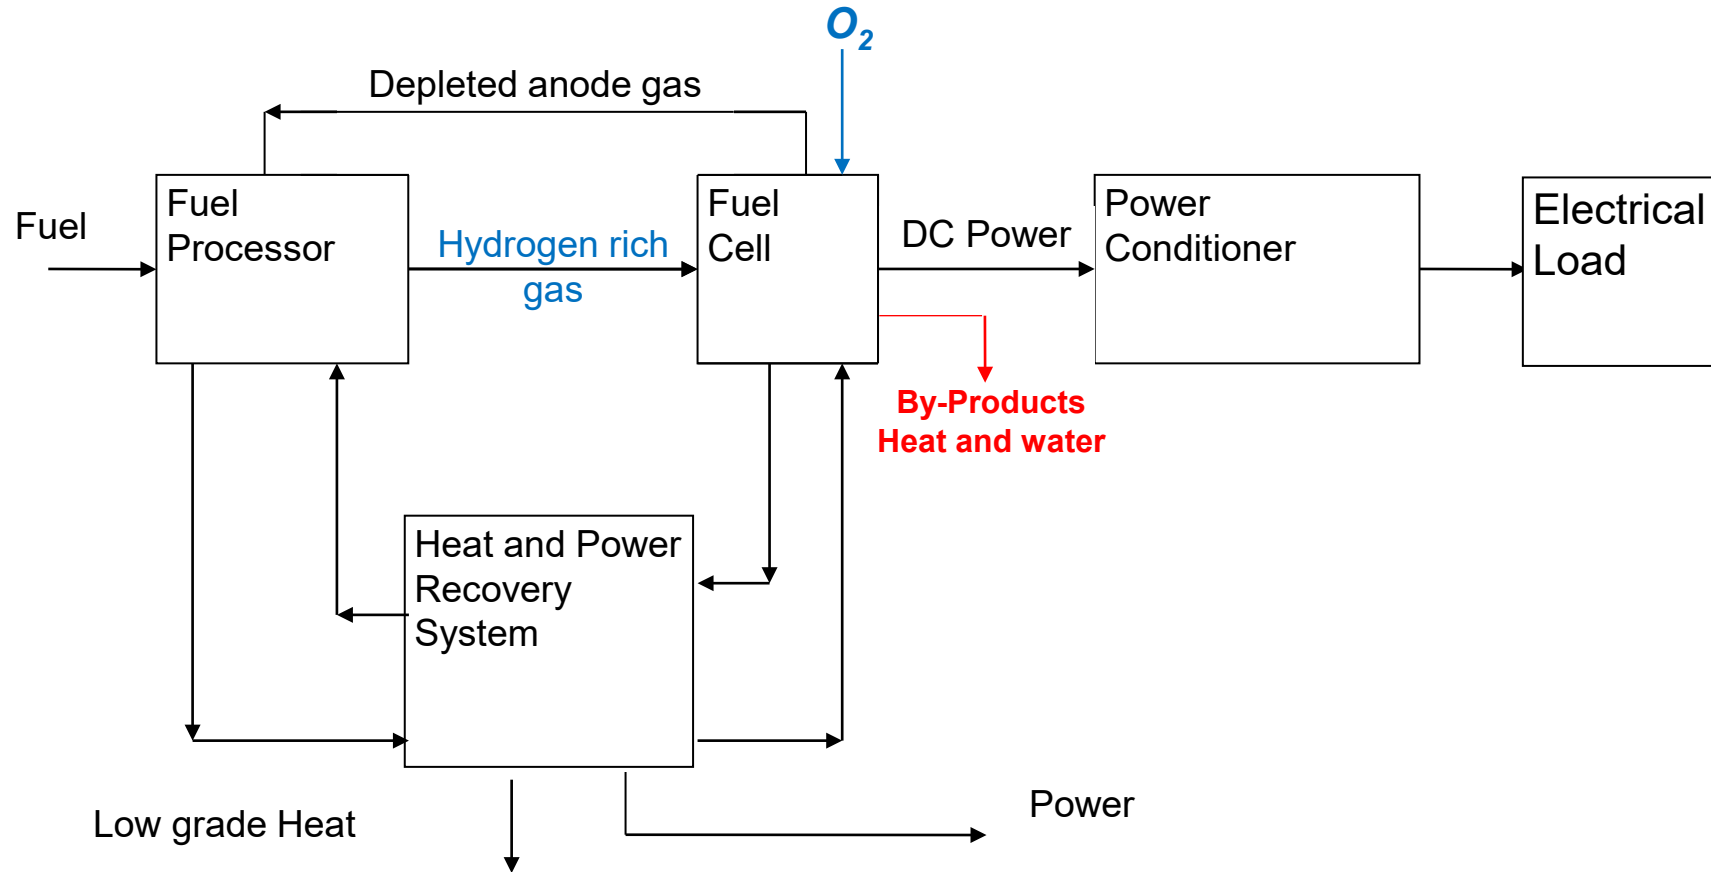 O2
Depleted anode gas
Fuel
Fuel
Processor
Hydrogen rich
gas
Fuel
Cell
DC Power
Power
Conditioner
Electrical
Load
By-Products
Heat and water
Heat and Power
Recovery
System
Low grade Heat
Power